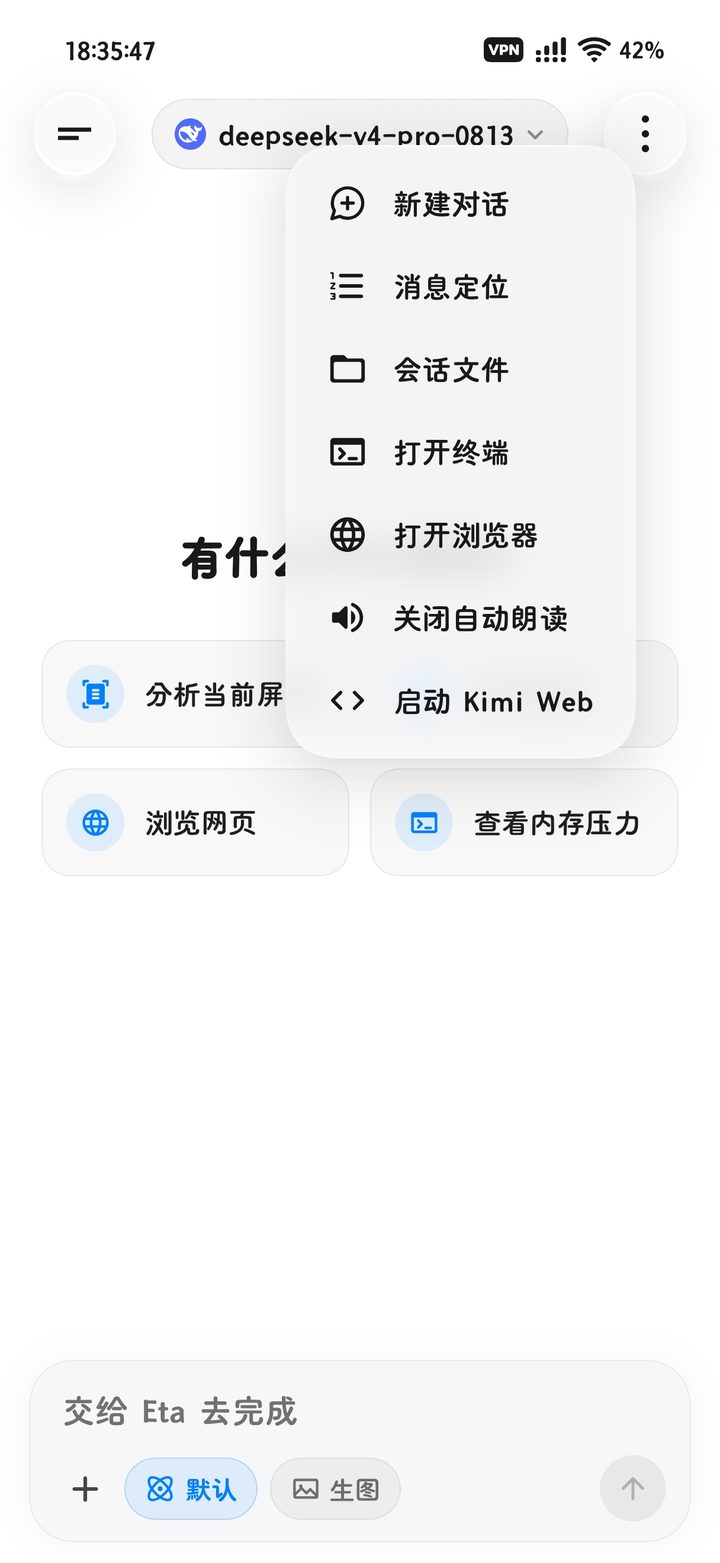 18:35:47
VPN
42%
deepseek-v4-pro-0813
新建对话
消息定位
会话文件
打开终端
打开浏览器
关闭自动朗读
启动 Kimi Web
有什
分析当前屏
浏览网页
查看内存压力
交给 Eta 去完成
默认
生图